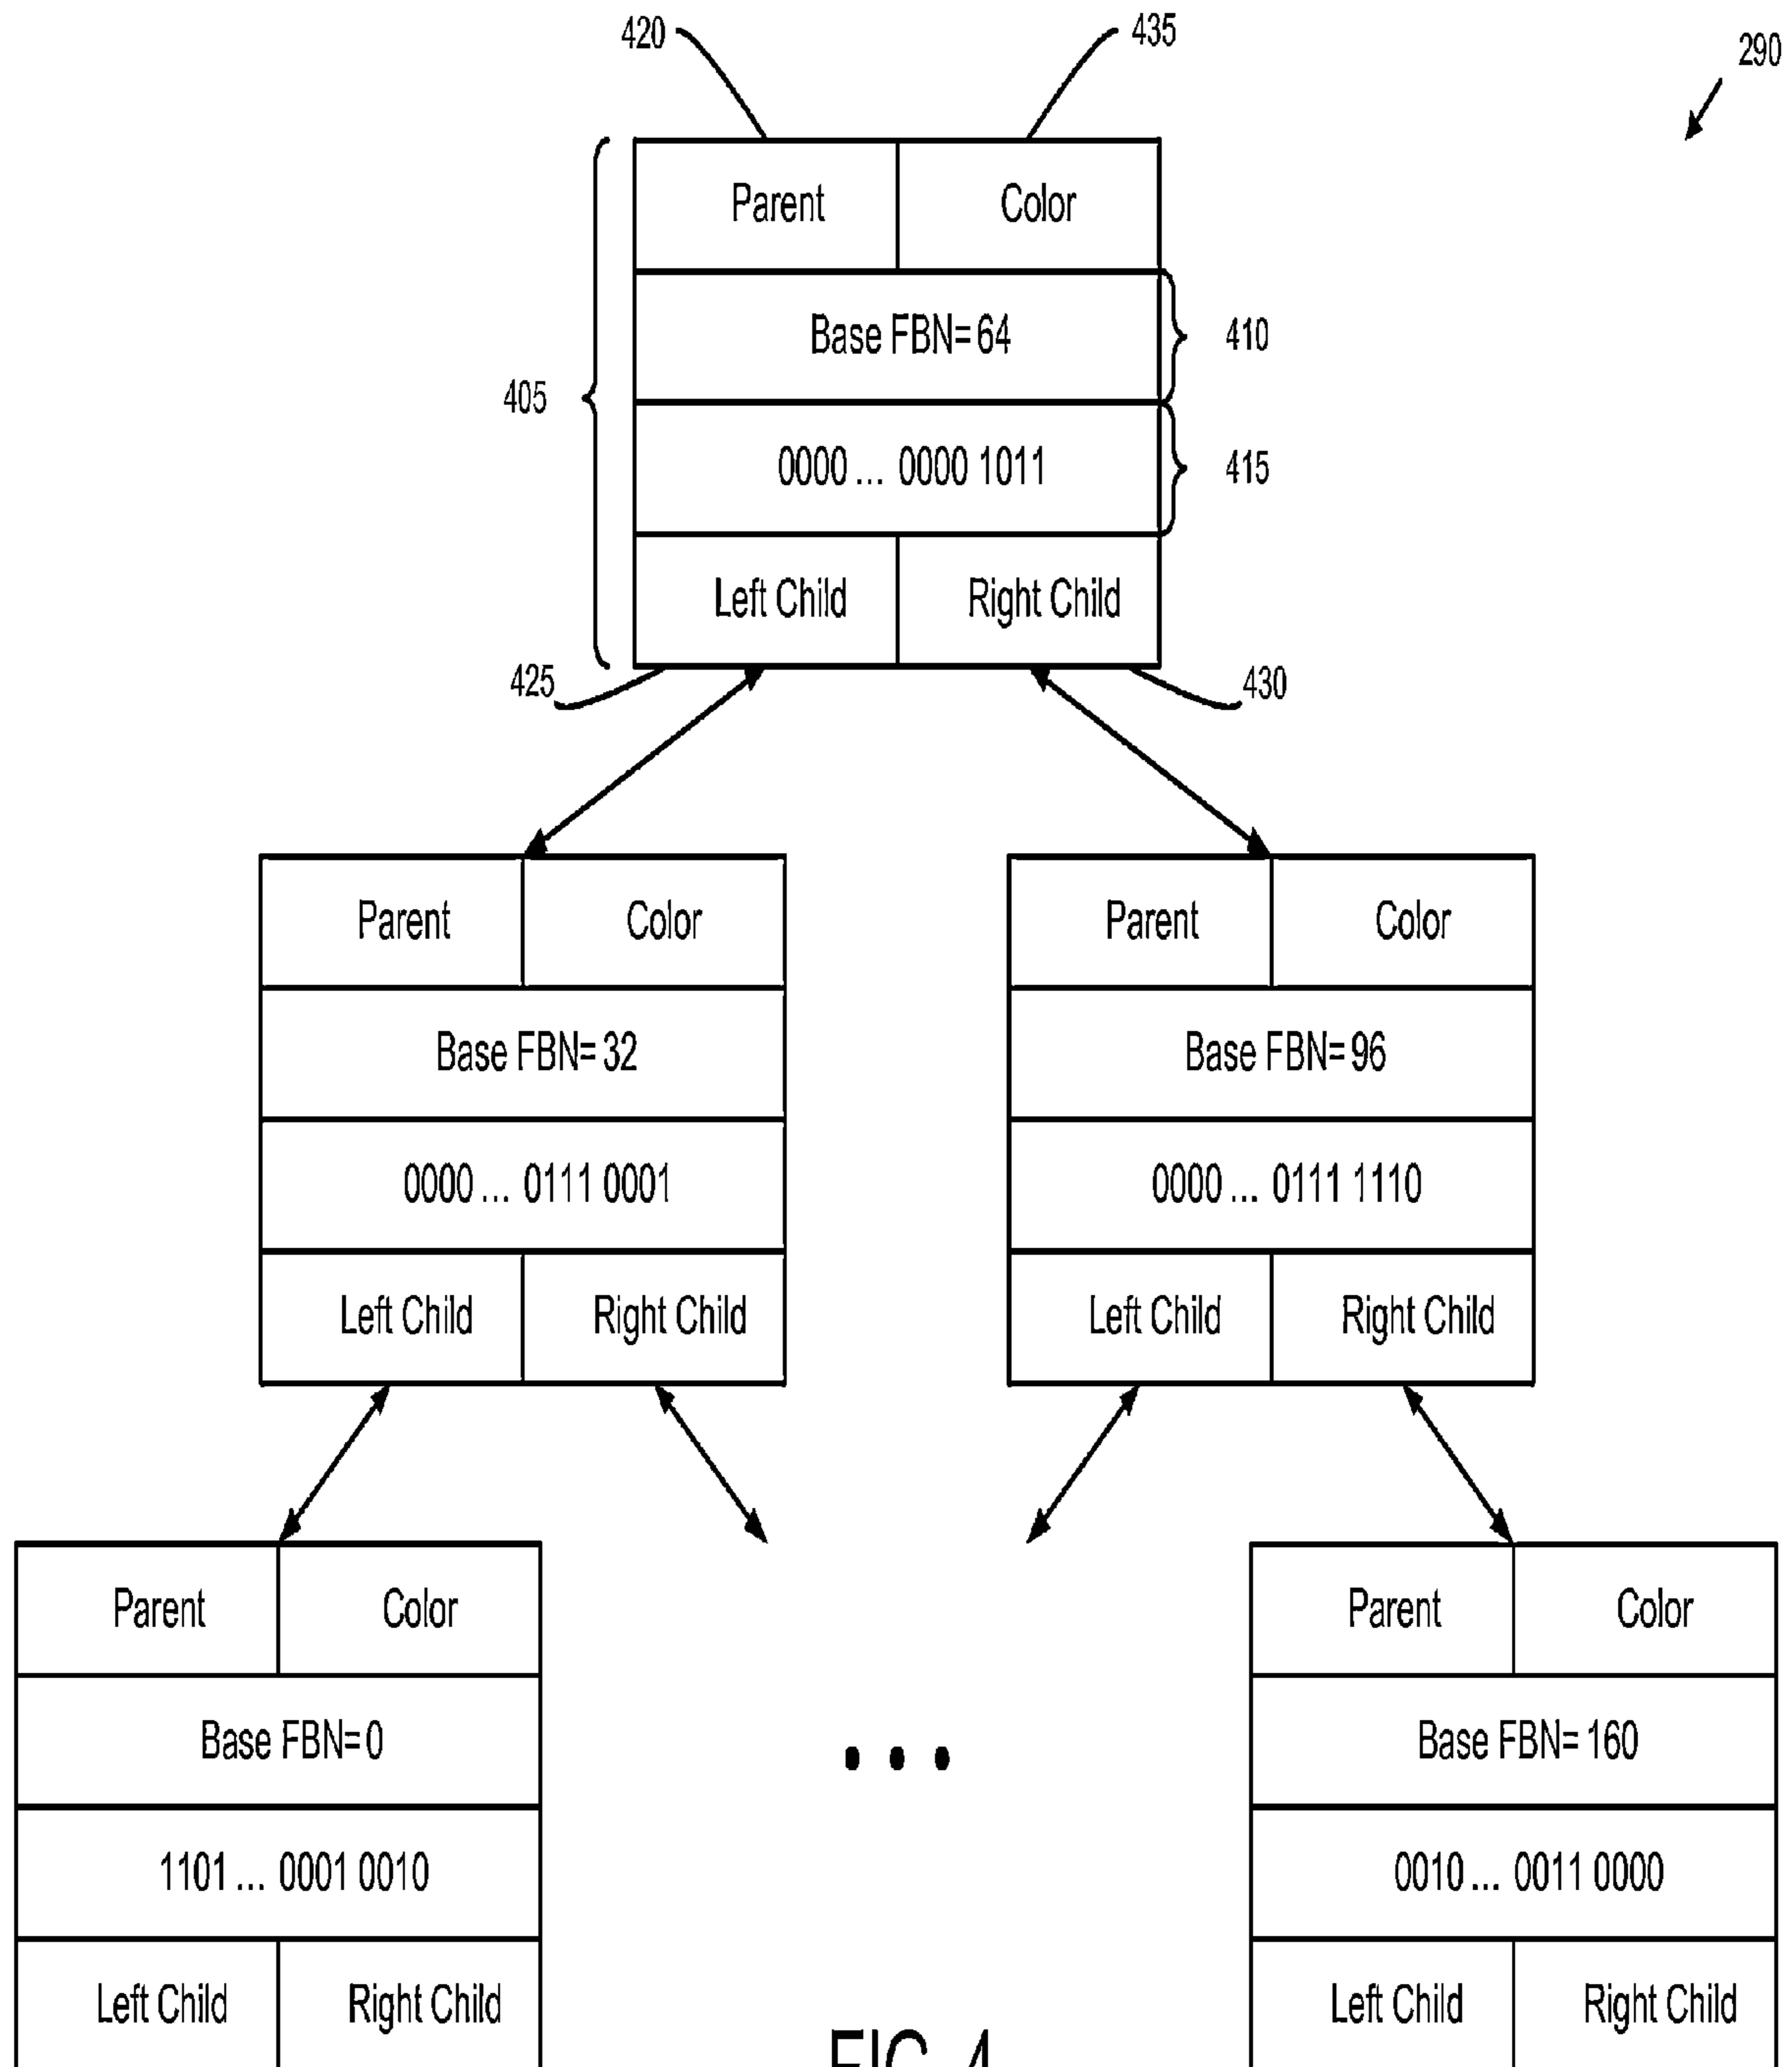 420
435
290
Parent Color
Base FBN= 64
410
405
0000 ... 0000 1011
415
Left Child Right Child
425
430
Parent Color
Parent Color
Base FBN= 32
Base FBN= 96
0000 ... 0111 0001
0000 ... 0111 1110
Left Child Right Child
Left Child Right Child
Parent Color
Parent Color
Base FBN= 0
...
Base FBN= 160
1101 ... 0001 0010
0010 ... 0011 0000
Left Child Right Child
Left Child Right Child
FIG. 4